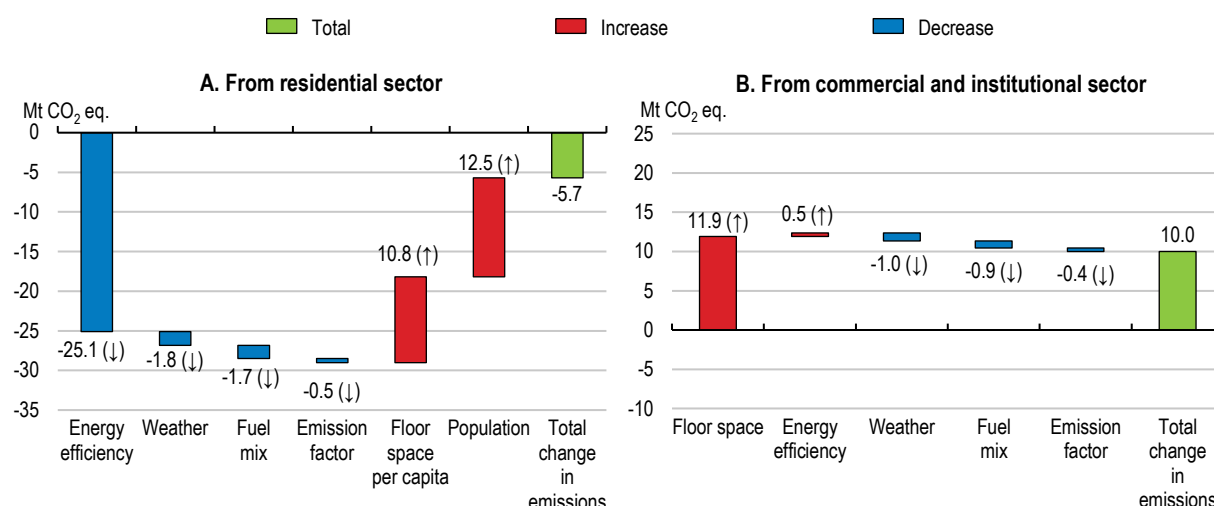 Total Increase Decrease
A. From residential sector
Mt CO₂ eq.
0
-5
-10
-15
-20
-25
-30
-35
-25.1 (↓)
-1.8 (↓)
-1.7 (↓)
-0.5 (↓)
10.8 (↑)
12.5 (↑)
-5.7
Energy efficiency
Weather
Fuel mix
Emission factor
Floor space per capita
Population
Total change in emissions
B. From commercial and institutional sector
Mt CO₂ eq.
25
20
15
10
5
0
-5
-10
11.9 (↑)
0.5 (↑)
-1.0 (↓)
-0.9 (↓)
-0.4 (↓)
10.0
Floor space
Energy efficiency
Weather
Fuel mix
Emission factor
Total change in emissions